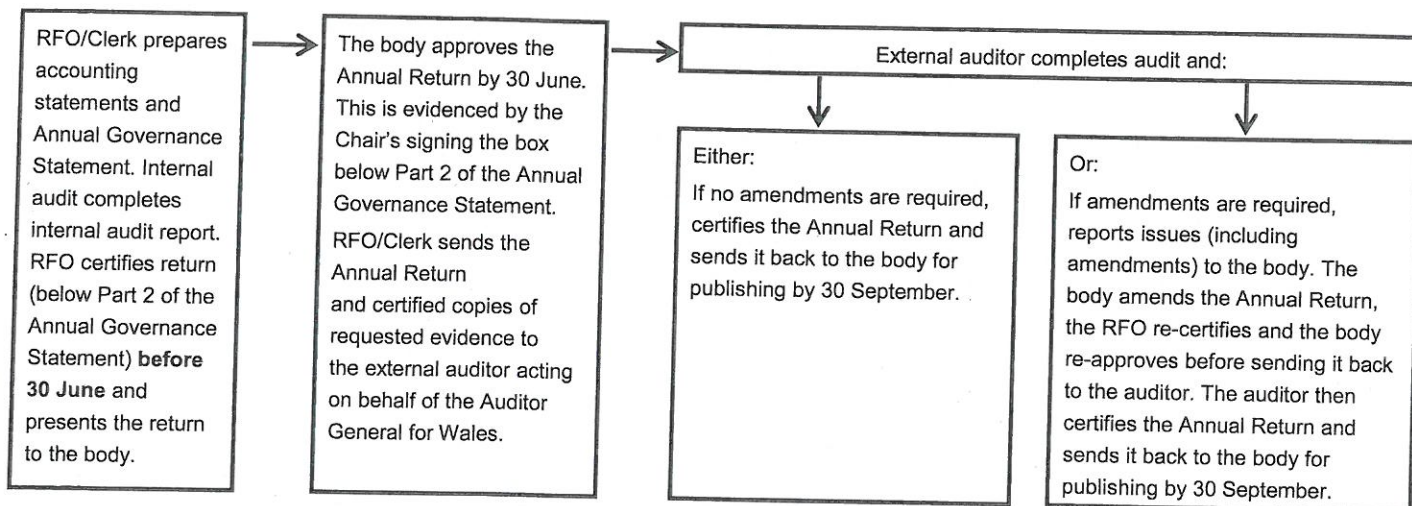 RFO/Clerk prepares
accounting
statements and
Annual Governance
Statement. Internal
audit completes
internal audit report.
RFO certifies return
(below Part 2 of the
Annual Governance
Statement) before
30 June and
presents the return
to the body.
The body approves the
Annual Return by 30 June.
This is evidenced by the
Chair's signing the box
below Part 2 of the Annual
Governance Statement.
RFO/Clerk sends the
Annual Return
and certified copies of
requested evidence to
the external auditor acting
on behalf of the Auditor
General for Wales.
External auditor completes audit and:
Either:
If no amendments are required,
certifies the Annual Return and
sends it back to the body for
publishing by 30 September.
Or:
If amendments are required,
reports issues (including
amendments) to the body. The
body amends the Annual Return,
the RFO re-certifies and the body
re-approves before sending it back
to the auditor. The auditor then
certifies the Annual Return and
sends it back to the body for
publishing by 30 September.